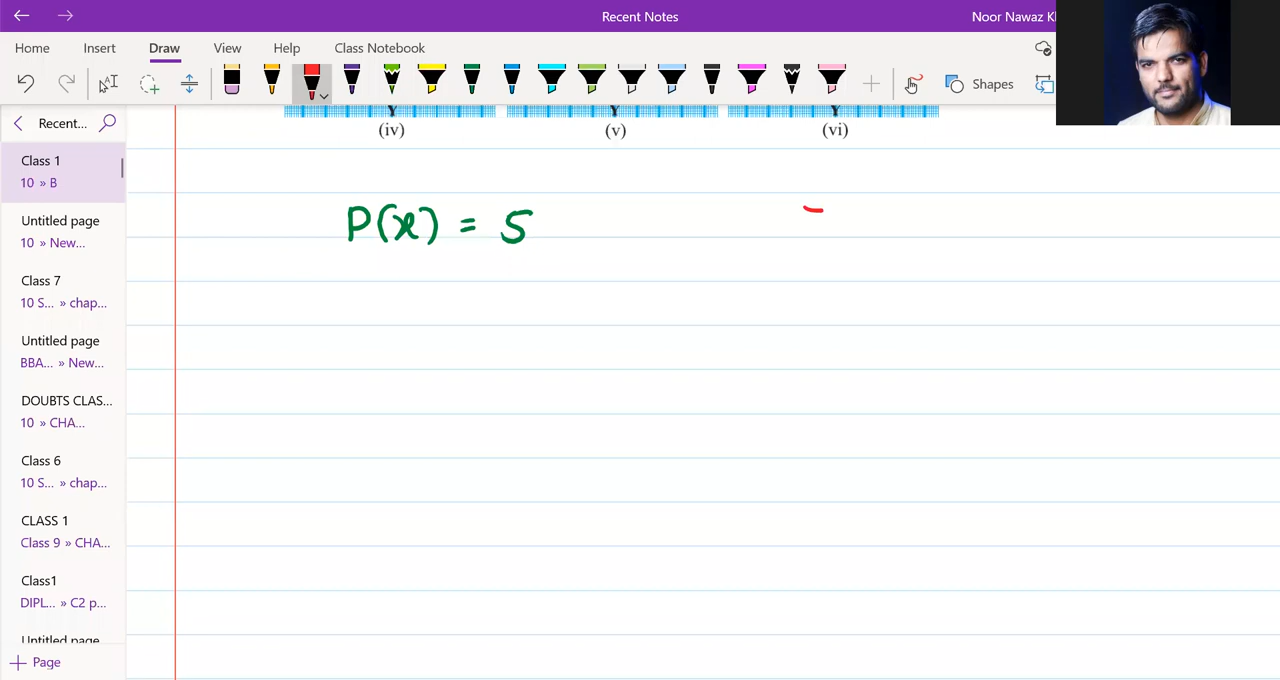 Recent Notes
Noor Nawaz Kh
Home Insert Draw View Help Class Notebook
Shapes
Recent...
(iv) (v) (vi)
Class 1
10 » B
Untitled page
10 » New...
Class 7
10 S... » chap...
Untitled page
BBA... » New...
DOUBTS CLAS...
10 » CHA...
Class 6
10 S... » chap...
CLASS 1
Class 9 » CHA...
Class1
DIPL... » C2 p...
Untitled page
Page
P(x) = 5